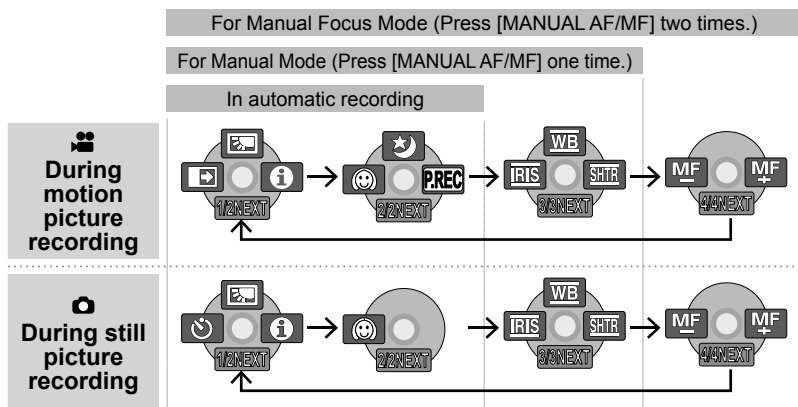 For Manual Focus Mode (Press [MANUAL AF/MF] two times.)
For Manual Mode (Press [MANUAL AF/MF] one time.)
In automatic recording
During
motion
picture
recording
1/2NEXT
P.REC
2/2NEXT
WB
IRIS
SHTR
3/3NEXT
MF
MF
4/4NEXT
During still
picture
recording
1/2NEXT
2/2NEXT
WB
IRIS
SHTR
3/3NEXT
MF
MF
4/4NEXT